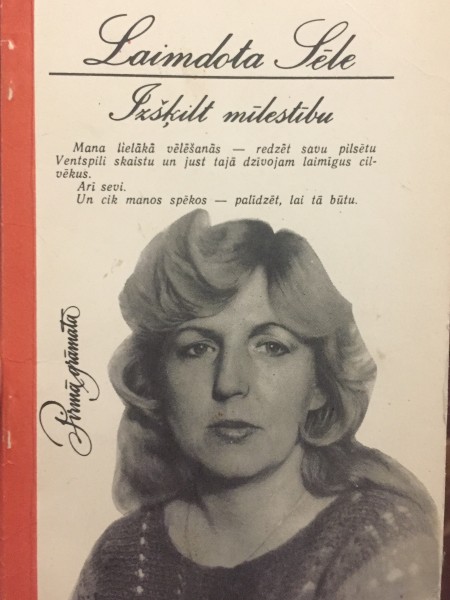 Laimdota Sēle
Izšķilt mīlestību
Mana lielākā vēlēšanās — redzēt savu pilsētu
Ventspili skaistu un just tajā dzīvojam laimīgus cil-
vēkus.
Arī sevi.
Un cik manos spēkos — palīdzēt, lai tā būtu.
Pirmā grāmata